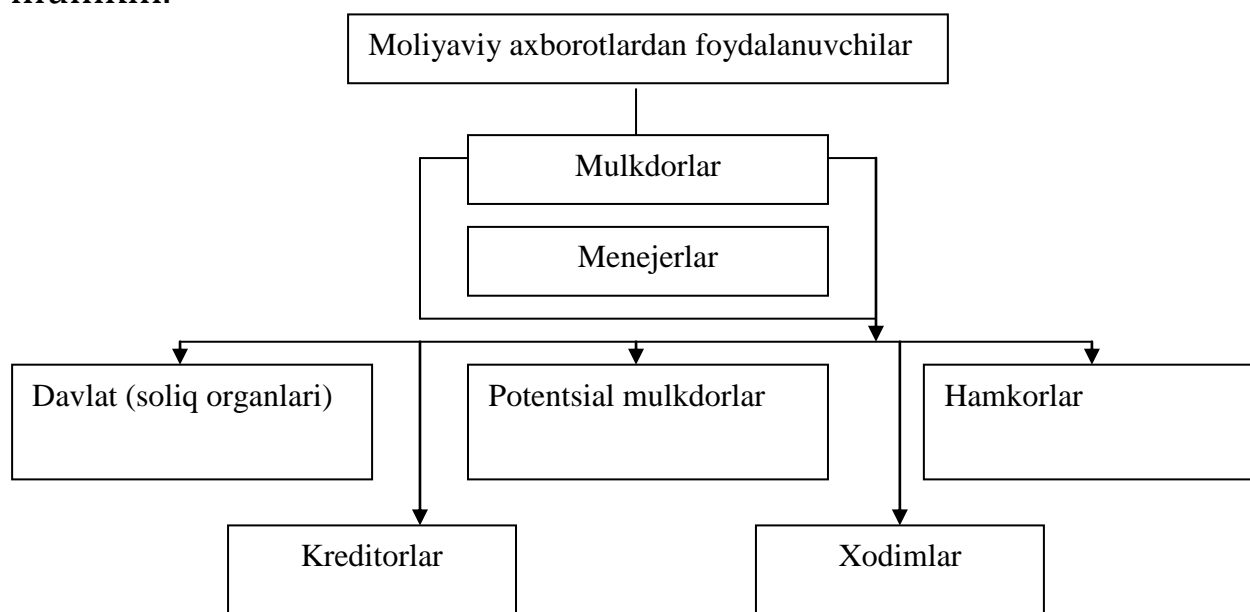 Moliyaviy axborotlardan foydalanuvchilar
Mulkdorlar
Menejerlar
Davlat (soliq organlari)
Potentsial mulkdorlar
Hamkorlar
Kreditorlar
Xodimlar